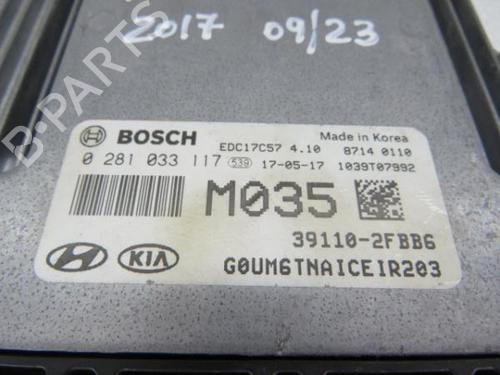 2017 09/23
BOSCH EDC17C57 4.10 Made in Korea
8714 0110
0 281 033 117 539 17-05-17 1039T07992
M035
39110-2FBB6
KIA
G0UM6TNAICEIR203
B-PARTS